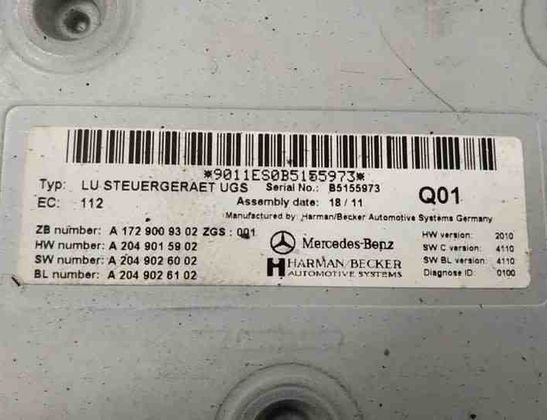 *9011ES0B5155973*
Typ: LU STEUERGERAET UGS Serial No.: B5155973 Q01
EC: 112 Assembly date: 18 / 11
Manufactured by : Harman/Becker Automotive Systems Germany
ZB number: A 172 900 93 02 ZGS : 001
HW number: A 204 901 59 02
SW number: A 204 902 60 02
BL number: A 204 902 61 02
Mercedes-Benz
HARMAN/BECKER
AUTOMOTIVE SYSTEMS
HW version: 2010
SW C version: 4110
SW BL version: 4110
Diagnose ID: 0100